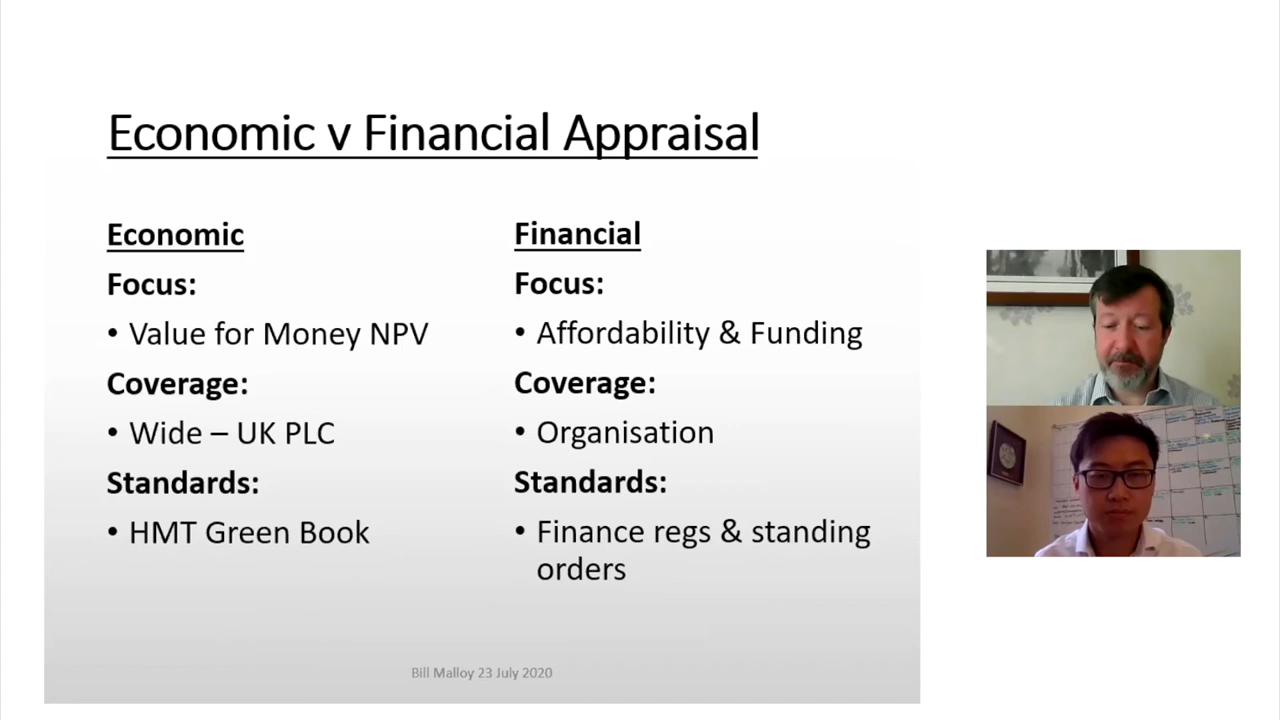 Economic v Financial Appraisal
Economic
Focus:
• Value for Money NPV
Coverage:
• Wide – UK PLC
Standards:
• HMT Green Book
Financial
Focus:
• Affordability & Funding
Coverage:
• Organisation
Standards:
• Finance regs & standing
orders
Bill Malloy 23 July 2020